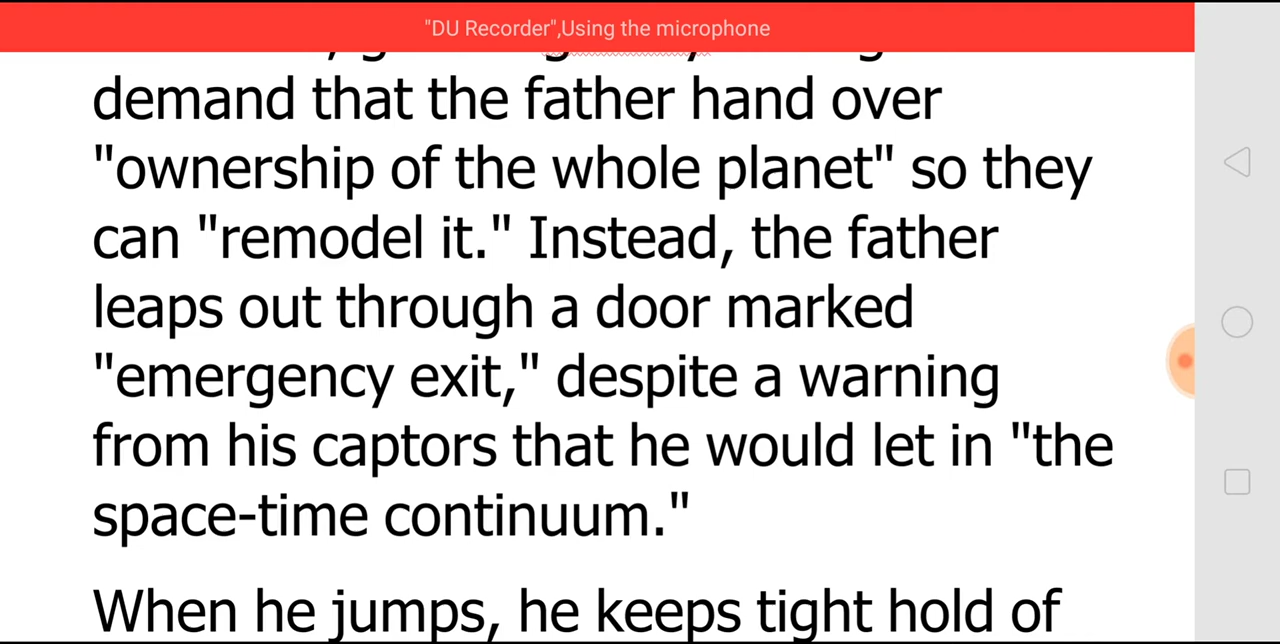 "DU Recorder",Using the microphone
demand that the father hand over
"ownership of the whole planet" so they
can "remodel it." Instead, the father
leaps out through a door marked
"emergency exit," despite a warning
from his captors that he would let in "the
space-time continuum."
When he jumps, he keeps tight hold of